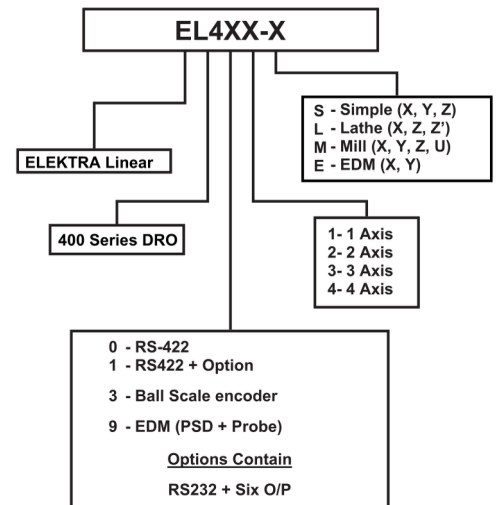 EL4XX-X
S - Simple (X, Y, Z)
L - Lathe (X, Z, Z’)
M - Mill (X, Y, Z, U)
E - EDM (X, Y)
ELEKTRA Linear
400 Series DRO
1- 1 Axis
2- 2 Axis
3- 3 Axis
4- 4 Axis
0 - RS-422
1 - RS422 + Option
3 - Ball Scale encoder
9 - EDM (PSD + Probe)
Options Contain
RS232 + Six O/P